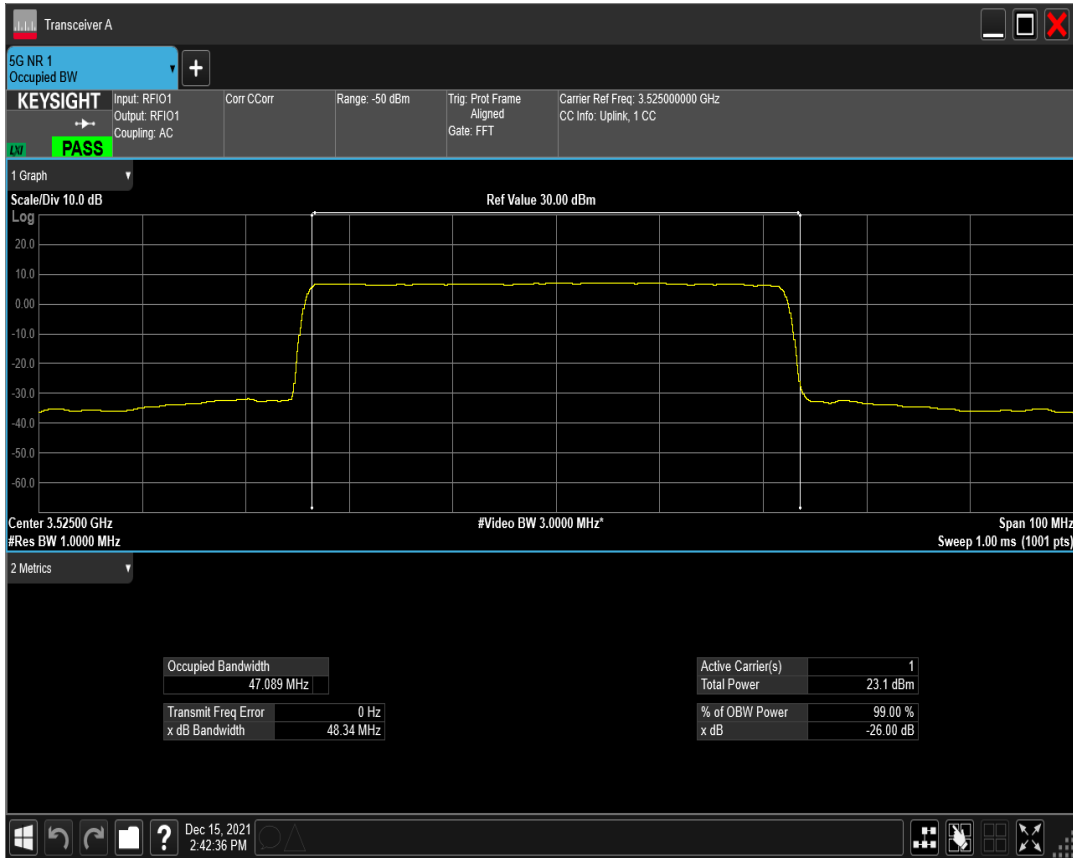 Transceiver A
5G NR 1
Occupied BW
KEYSIGHT
LXI
PASS
Input: RFIO1
Output: RFIO1
Coupling: AC
Corr CCorr
Range: -50 dBm
Trig: Prot Frame
Aligned
Gate: FFT
Carrier Ref Freq: 3.525000000 GHz
CC Info: Uplink, 1 CC
1 Graph
Scale/Div 10.0 dB
Ref Value 30.00 dBm
Log
20.0
10.0
0.00
-10.0
-20.0
-30.0
-40.0
-50.0
-60.0
Center 3.52500 GHz
#Video BW 3.0000 MHz*
Span 100 MHz
#Res BW 1.0000 MHz
Sweep 1.00 ms (1001 pts)
2 Metrics
Occupied Bandwidth
47.089 MHz
Transmit Freq Error 0 Hz
x dB Bandwidth 48.34 MHz
Active Carrier(s) 1
Total Power 23.1 dBm
% of OBW Power 99.00 %
x dB -26.00 dB
?
Dec 15, 2021
2:42:36 PM